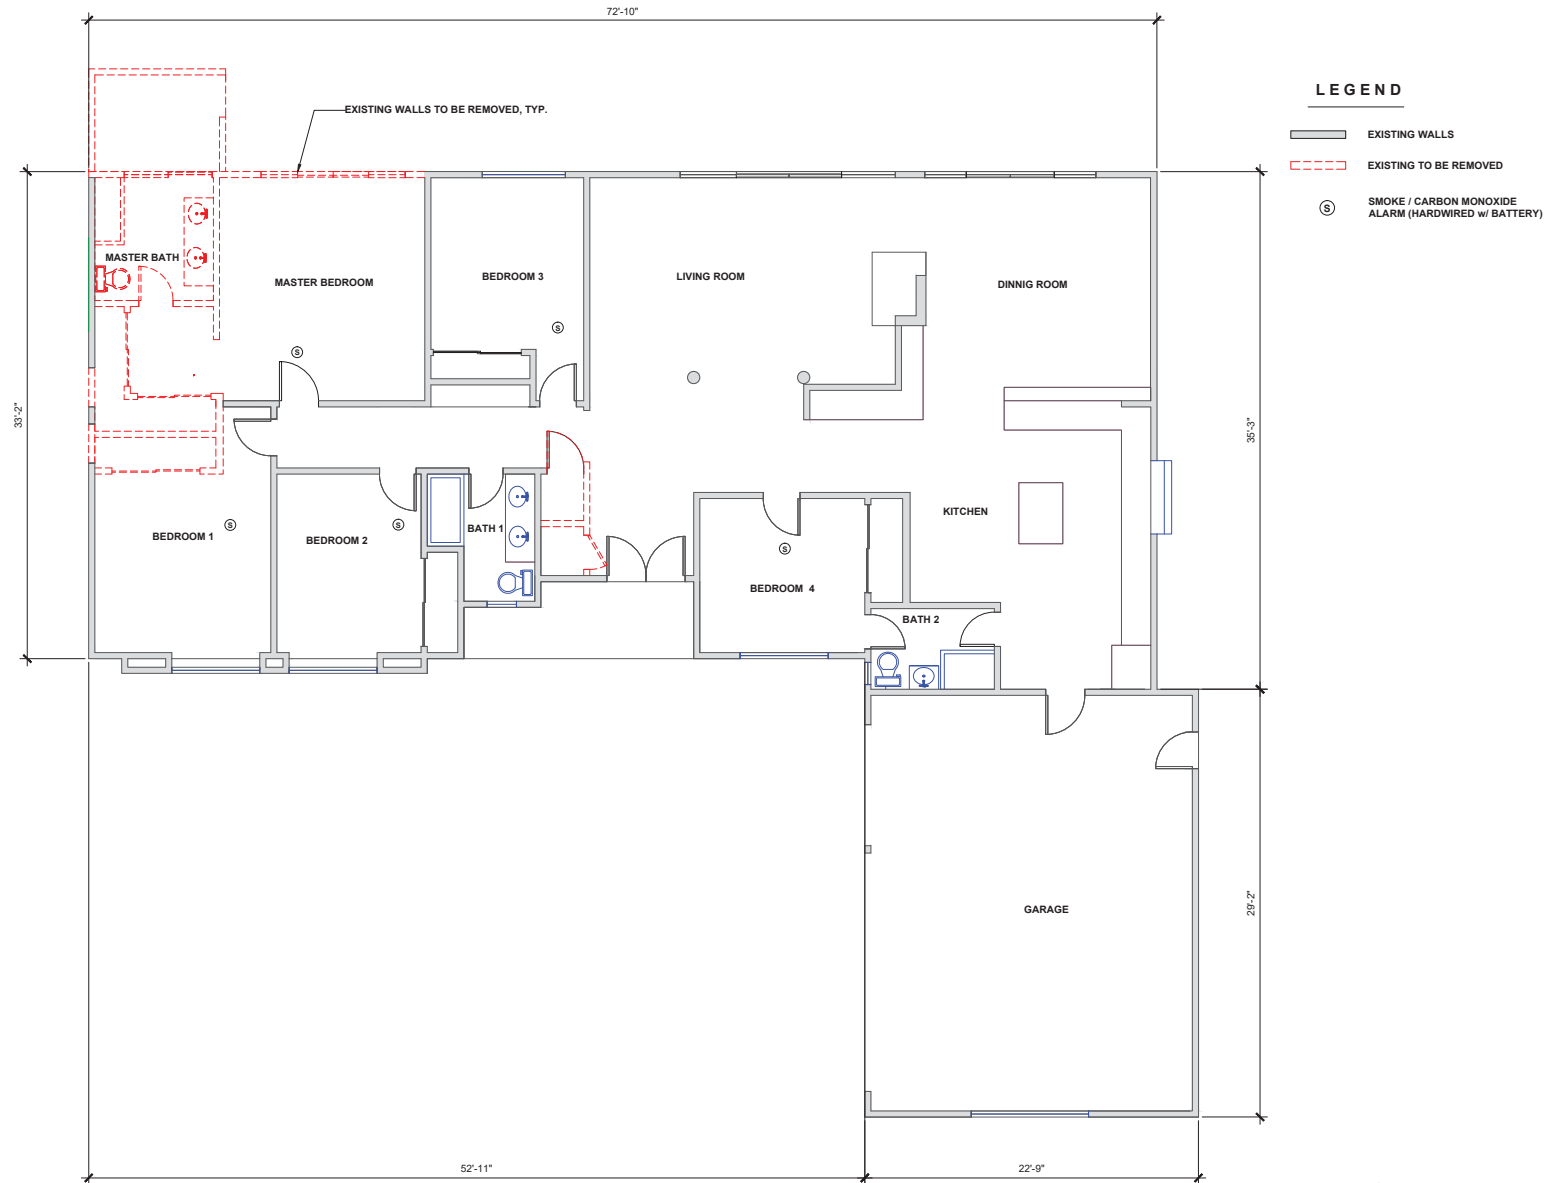 72'-10"
LEGEND
EXISTING WALLS TO BE REMOVED, TYP.
EXISTING WALLS
EXISTING TO BE REMOVED
S
SMOKE / CARBON MONOXIDE
ALARM (HARDWIRED w/ BATTERY)
MASTER BATH
MASTER BEDROOM
BEDROOM 3
LIVING ROOM
DINNIG ROOM
S
S
33'-2"
35'-3"
BEDROOM 1
S
BEDROOM 2
S
BATH 1
KITCHEN
S
BEDROOM 4
BATH 2
GARAGE
29'-2"
52'-11"
22'-9"